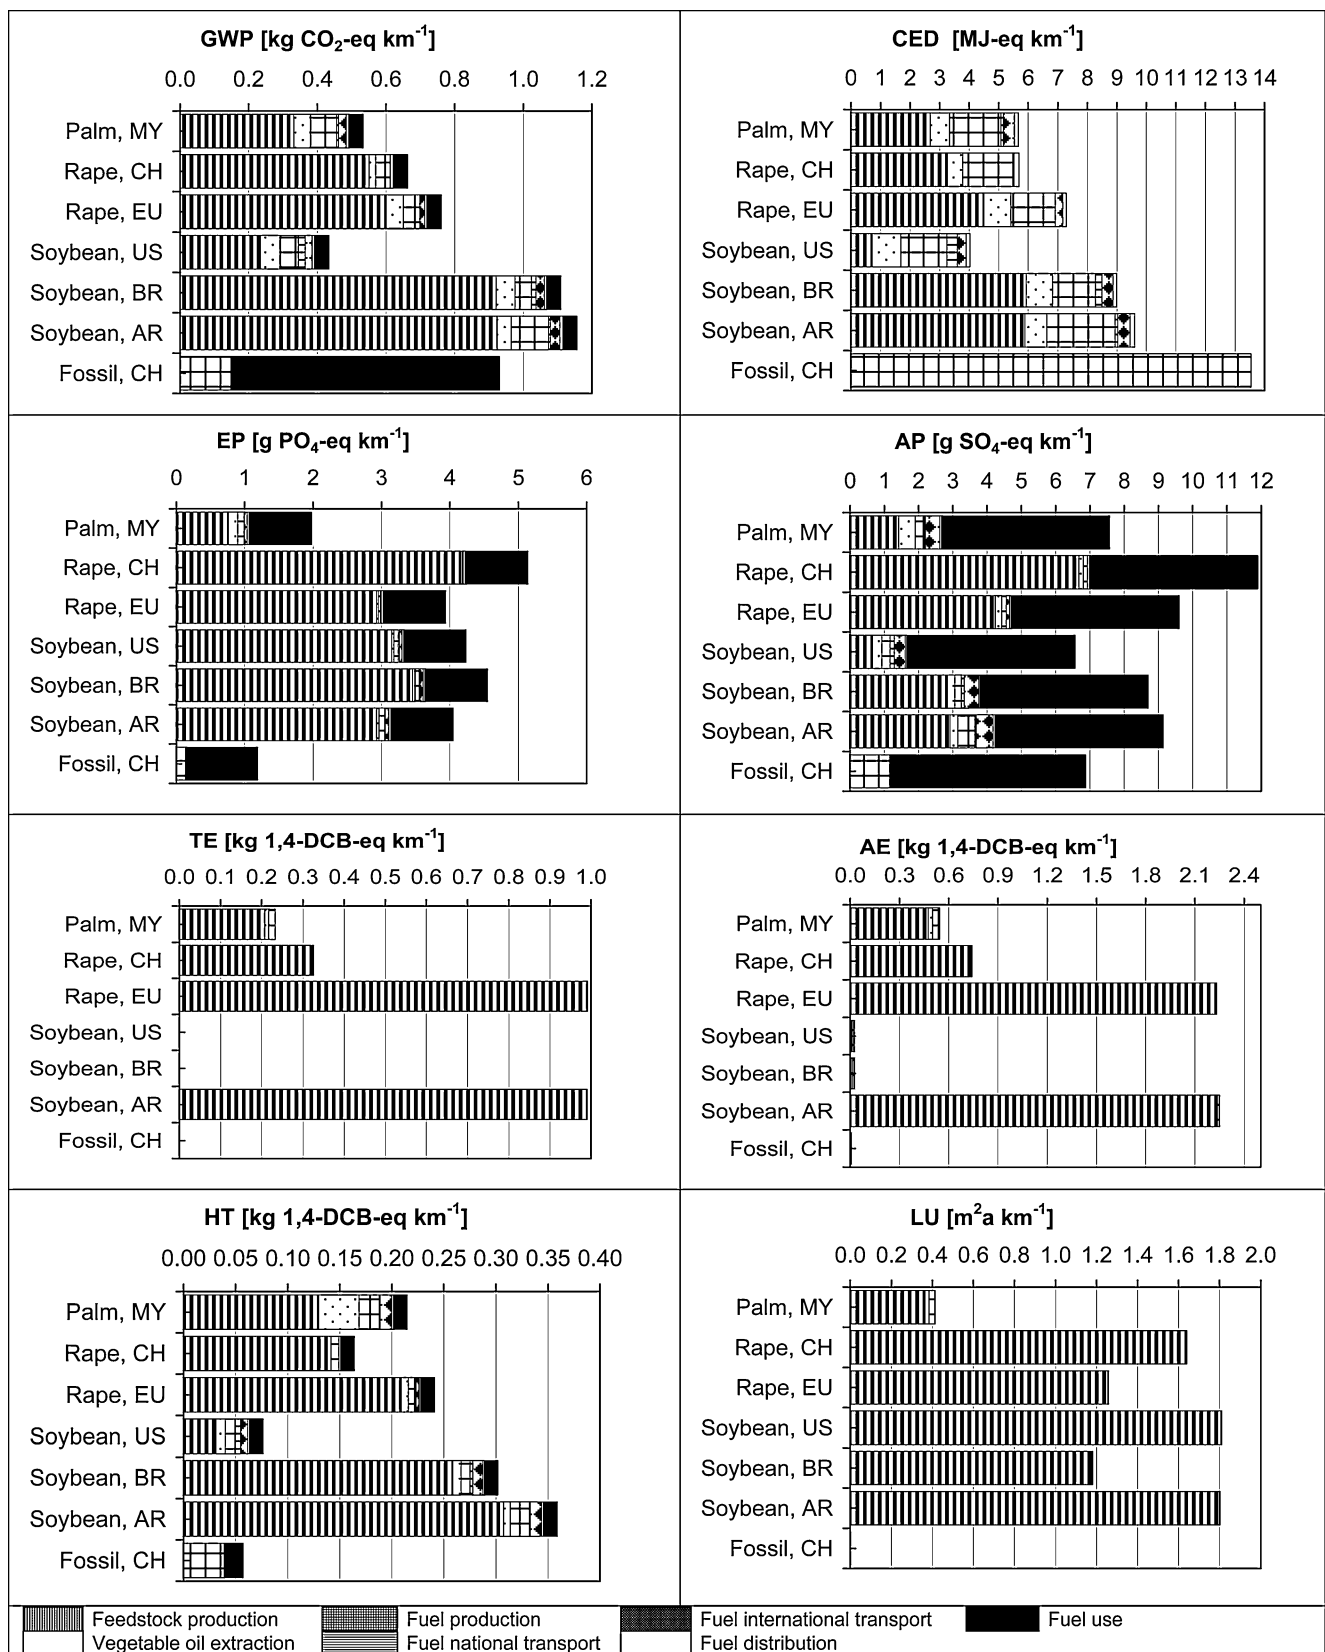 GWP [kg CO2-eq km-1]
0.0 0.2 0.4 0.6 0.8 1.0 1.2
Palm, MY
Rape, CH
Rape, EU
Soybean, US
Soybean, BR
Soybean, AR
Fossil, CH
CED [MJ-eq km-1]
0 1 2 3 4 5 6 7 8 9 10 11 12 13 14
Palm, MY
Rape, CH
Rape, EU
Soybean, US
Soybean, BR
Soybean, AR
Fossil, CH
EP [g PO4-eq km-1]
0 1 2 3 4 5 6
Palm, MY
Rape, CH
Rape, EU
Soybean, US
Soybean, BR
Soybean, AR
Fossil, CH
AP [g SO4-eq km-1]
0 1 2 3 4 5 6 7 8 9 10 11 12
Palm, MY
Rape, CH
Rape, EU
Soybean, US
Soybean, BR
Soybean, AR
Fossil, CH
TE [kg 1,4-DCB-eq km-1]
0.0 0.1 0.2 0.3 0.4 0.5 0.6 0.7 0.8 0.9 1.0
Palm, MY
Rape, CH
Rape, EU
Soybean, US
Soybean, BR
Soybean, AR
Fossil, CH
AE [kg 1,4-DCB-eq km-1]
0.0 0.3 0.6 0.9 1.2 1.5 1.8 2.1 2.4
Palm, MY
Rape, CH
Rape, EU
Soybean, US
Soybean, BR
Soybean, AR
Fossil, CH
HT [kg 1,4-DCB-eq km-1]
0.00 0.05 0.10 0.15 0.20 0.25 0.30 0.35 0.40
Palm, MY
Rape, CH
Rape, EU
Soybean, US
Soybean, BR
Soybean, AR
Fossil, CH
LU [m2a km-1]
0.0 0.2 0.4 0.6 0.8 1.0 1.2 1.4 1.6 1.8 2.0
Palm, MY
Rape, CH
Rape, EU
Soybean, US
Soybean, BR
Soybean, AR
Fossil, CH
Feedstock production Fuel production Fuel international transport Fuel use
Vegetable oil extraction Fuel national transport Fuel distribution